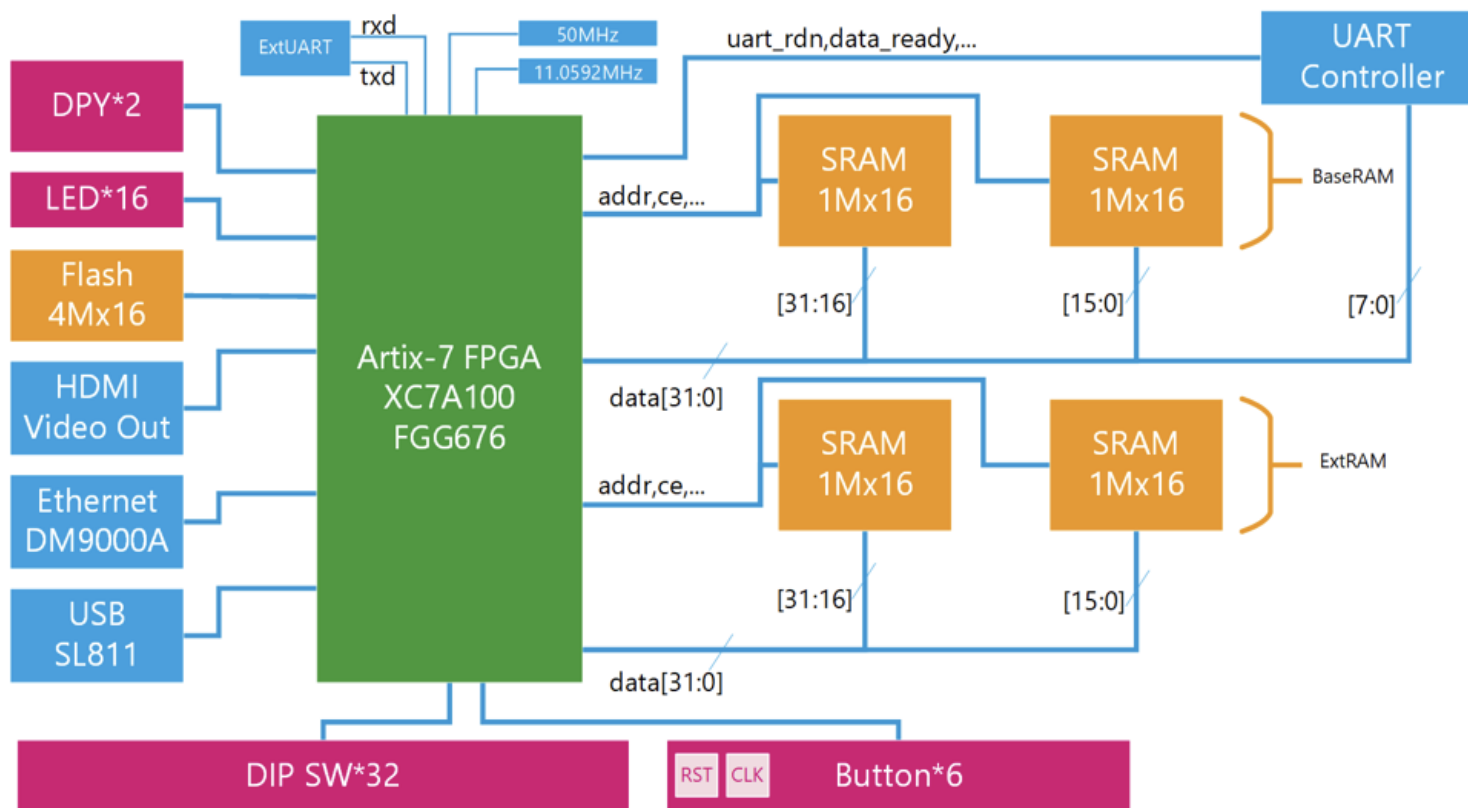 ExtUART
rxd
txd
50MHz
11.0592MHz
uart_rdn,data_ready,...
UART
Controller
DPY*2
LED*16
Flash
4Mx16
HDMI
Video Out
Ethernet
DM9000A
USB
SL811
Artix-7 FPGA
XC7A100
FGG676
addr,ce,...
SRAM
1Mx16
SRAM
1Mx16
BaseRAM
[31:16]
[15:0]
[7:0]
data[31:0]
addr,ce,...
SRAM
1Mx16
SRAM
1Mx16
ExtRAM
[31:16]
[15:0]
data[31:0]
DIP SW*32
RST
CLK
Button*6